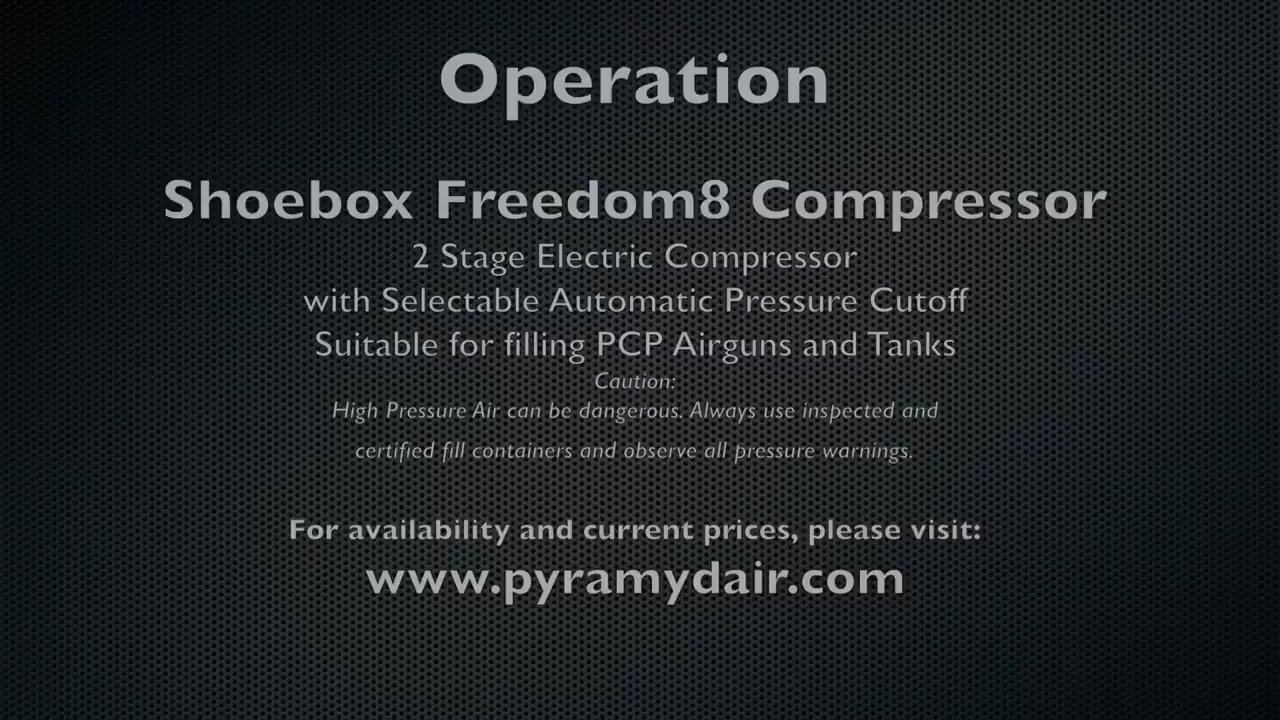 Operation
Shoebox Freedom8 Compressor
2 Stage Electric Compressor
with Selectable Automatic Pressure Cutoff
Suitable for filling PCP Airguns and Tanks
Caution:
High Pressure Air can be dangerous. Always use inspected and
certified fill containers and observe all pressure warnings.
For availability and current prices, please visit:
www.pyramydair.com